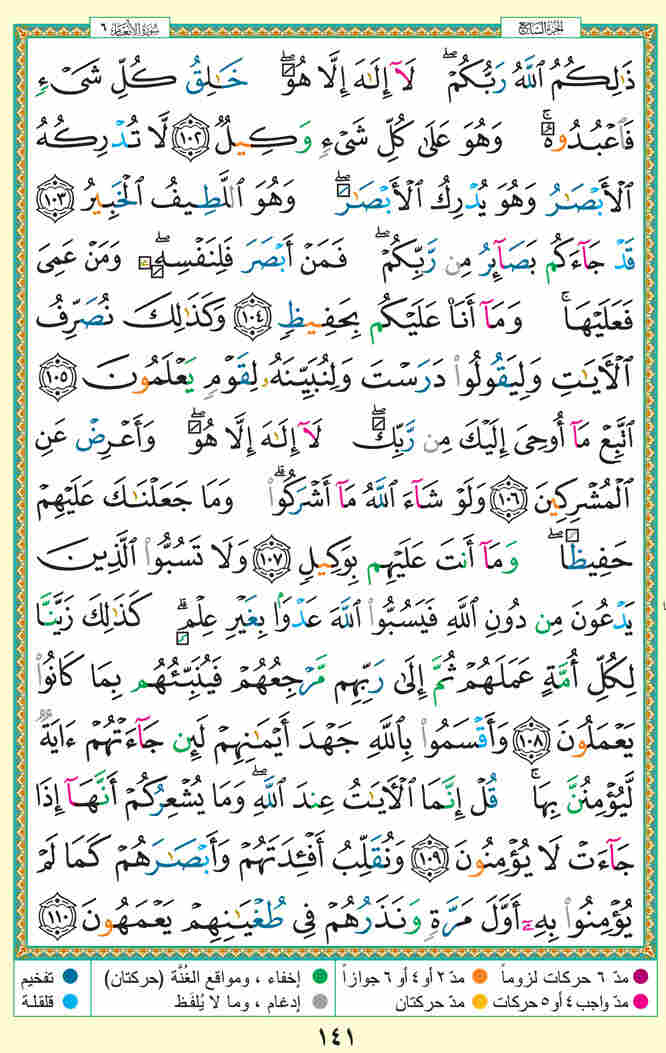 الجزء السابع
سورة الأنعام ٦
ذَٰلِكُمُ ٱللَّهُ رَبُّكُمْ ۖ لَآ إِلَٰهَ إِلَّا هُوَ ۖ خَٰلِقُ كُلِّ شَىْءٍ
فَٱعْبُدُوهُ ۚ وَهُوَ عَلَىٰ كُلِّ شَىْءٍ وَكِيلٌ ١٠٢ لَّا تُدْرِكُهُ
ٱلْأَبْصَٰرُ وَهُوَ يُدْرِكُ ٱلْأَبْصَٰرَ ۖ وَهُوَ ٱللَّطِيفُ ٱلْخَبِيرُ ١٠٣
قَدْ جَآءَكُم بَصَآئِرُ مِن رَّبِّكُمْ ۖ فَمَنْ أَبْصَرَ فَلِنَفْسِهِۦ ۖ وَمَنْ عَمِىَ
فَعَلَيْهَا ۚ وَمَآ أَنَا۠ عَلَيْكُم بِحَفِيظٍ ١٠٤ وَكَذَٰلِكَ نُصَرِّفُ
ٱلْآيَٰتِ وَلِيَقُولُوا۟ دَرَسْتَ وَلِنُبَيِّنَهُۥ لِقَوْمٍ يَعْلَمُونَ ١٠٥
ٱتَّبِعْ مَآ أُوحِىَ إِلَيْكَ مِن رَّبِّكَ ۖ لَآ إِلَٰهَ إِلَّا هُوَ ۖ وَأَعْرِضْ عَنِ
ٱلْمُشْرِكِينَ ١٠٦ وَلَوْ شَآءَ ٱللَّهُ مَآ أَشْرَكُوا۟ ۗ وَمَا جَعَلْنَٰكَ عَلَيْهِمْ
حَفِيظًا ۖ وَمَآ أَنتَ عَلَيْهِم بِوَكِيلٍ ١٠٧ وَلَا تَسُبُّوا۟ ٱلَّذِينَ
يَدْعُونَ مِن دُونِ ٱللَّهِ فَيَسُبُّوا۟ ٱللَّهَ عَدْوًۢا بِغَيْرِ عِلْمٍ ۗ كَذَٰلِكَ زَيَّنَّا
لِكُلِّ أُمَّةٍ عَمَلَهُمْ ثُمَّ إِلَىٰ رَبِّهِم مَّرْجِعُهُمْ فَيُنَبِّئُهُم بِمَا كَانُوا۟
يَعْمَلُونَ ١٠٨ وَأَقْسَمُوا۟ بِٱللَّهِ جَهْدَ أَيْمَٰنِهِمْ لَئِن جَآءَتْهُمْ ءَايَةٌ
لَّيُؤْمِنُنَّ بِهَا ۚ قُلْ إِنَّمَا ٱلْآيَٰتُ عِندَ ٱللَّهِ ۖ وَمَا يُشْعِرُكُمْ أَنَّهَآ إِذَا
جَآءَتْ لَا يُؤْمِنُونَ ١٠٩ وَنُقَلِّبُ أَفْـِٔدَتَهُمْ وَأَبْصَٰرَهُمْ كَمَا لَمْ
يُؤْمِنُوا۟ بِهِۦٓ أَوَّلَ مَرَّةٍ وَنَذَرُهُمْ فِى طُغْيَٰنِهِمْ يَعْمَهُونَ ١١٠
مدّ ٦ حركات لزوماً مدّ ٢ أو ٤ أو ٦ جوازاً إخفاء ، ومواقع الغُنَّة (حركتان) تفخيم
مدّ واجب ٤ أو ٥ حركات مدّ حركتان إدغام ، وما لا يُلفَظ قلقلة
١٤١